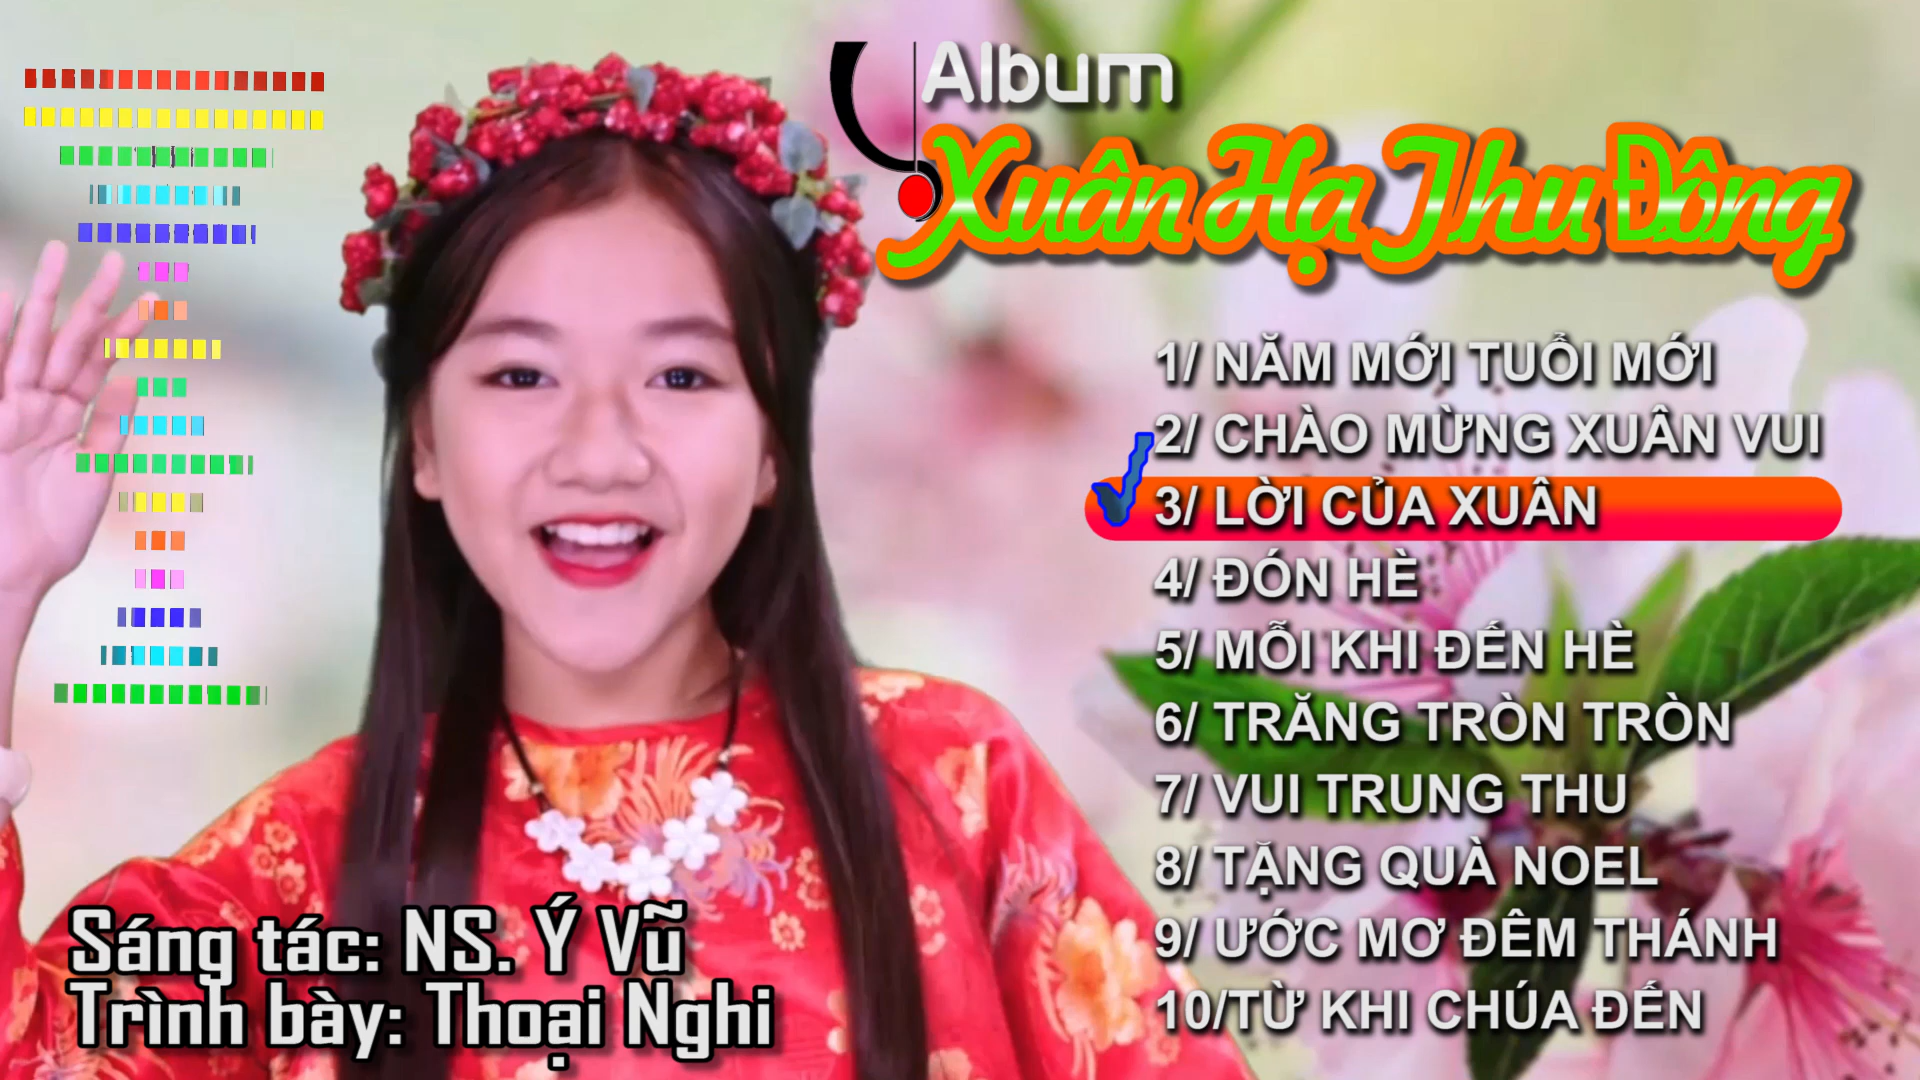 Album
Xuân Hạ Thu Đông
1/ NĂM MỚI TUỔI MỚI
2/ CHÀO MỪNG XUÂN VUI
3/ LỜI CỦA XUÂN
4/ ĐÓN HÈ
5/ MỖI KHI ĐẾN HÈ
6/ TRĂNG TRÒN TRÒN
7/ VUI TRUNG THU
8/ TẶNG QUÀ NOEL
9/ ƯỚC MƠ ĐÊM THÁNH
10/TỪ KHI CHÚA ĐẾN
Sáng tác: NS. Ý Vũ
Trình bày: Thoại Nghi